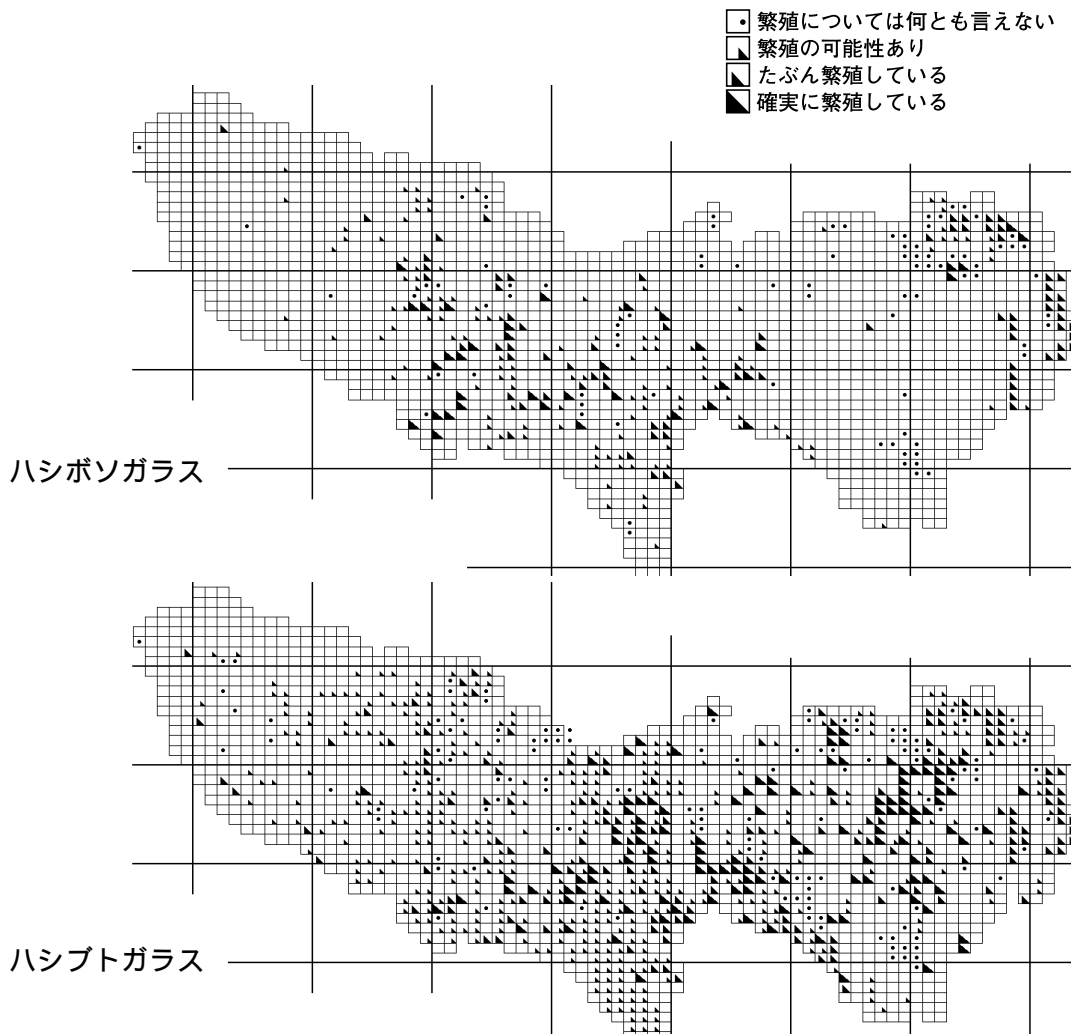 繁殖については何とも言えない
繁殖の可能性あり
たぶん繁殖している
確実に繁殖している
ハシボソガラス
ハシブトガラス